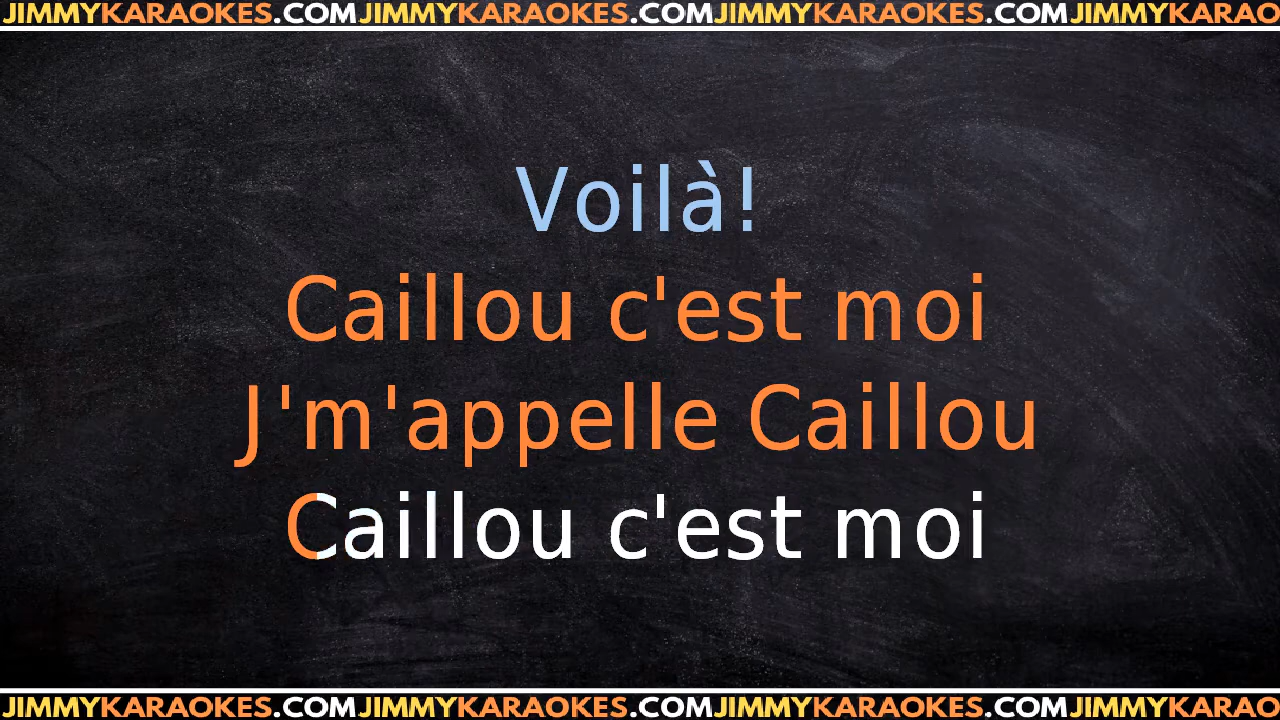 JIMMYKARAOKES.COMJIMMYKARAOKES.COMJIMMYKARAOKES.COMJIMMYKARAO
Voilà!
Caillou c'est moi
J'm'appelle Caillou
Caillou c'est moi
JIMMYKARAOKES.COMJIMMYKARAOKES.COMJIMMYKARAOKES.COMJIMMYKARAO